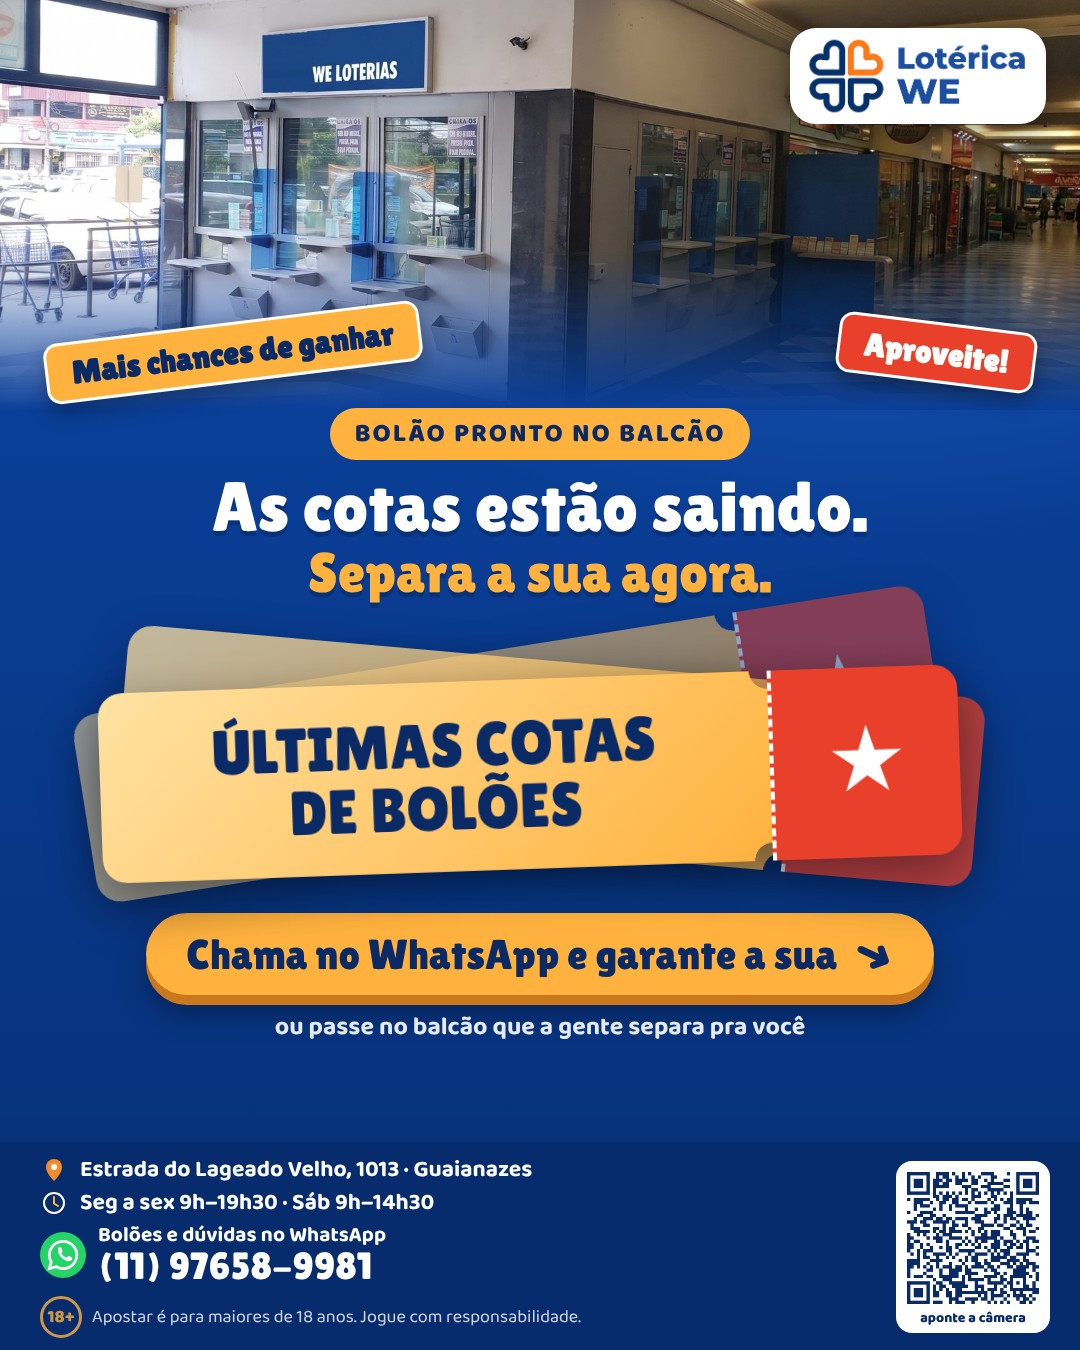 WE LOTERIAS
Lotérica
WE
Mais chances de ganhar
Aproveite!
BOLÃO PRONTO NO BALCÃO
As cotas estão saindo.
Separa a sua agora.
ÚLTIMAS COTAS
DE BOLÕES
Chama no WhatsApp e garante a sua
ou passe no balcão que a gente separa pra você
Estrada do Lageado Velho, 1013 · Guaianazes
Seg a sex 9h–19h30 · Sáb 9h–14h30
Bolões e dúvidas no WhatsApp
(11) 97658-9981
18+ Apostar é para maiores de 18 anos. Jogue com responsabilidade.
aponte a câmera